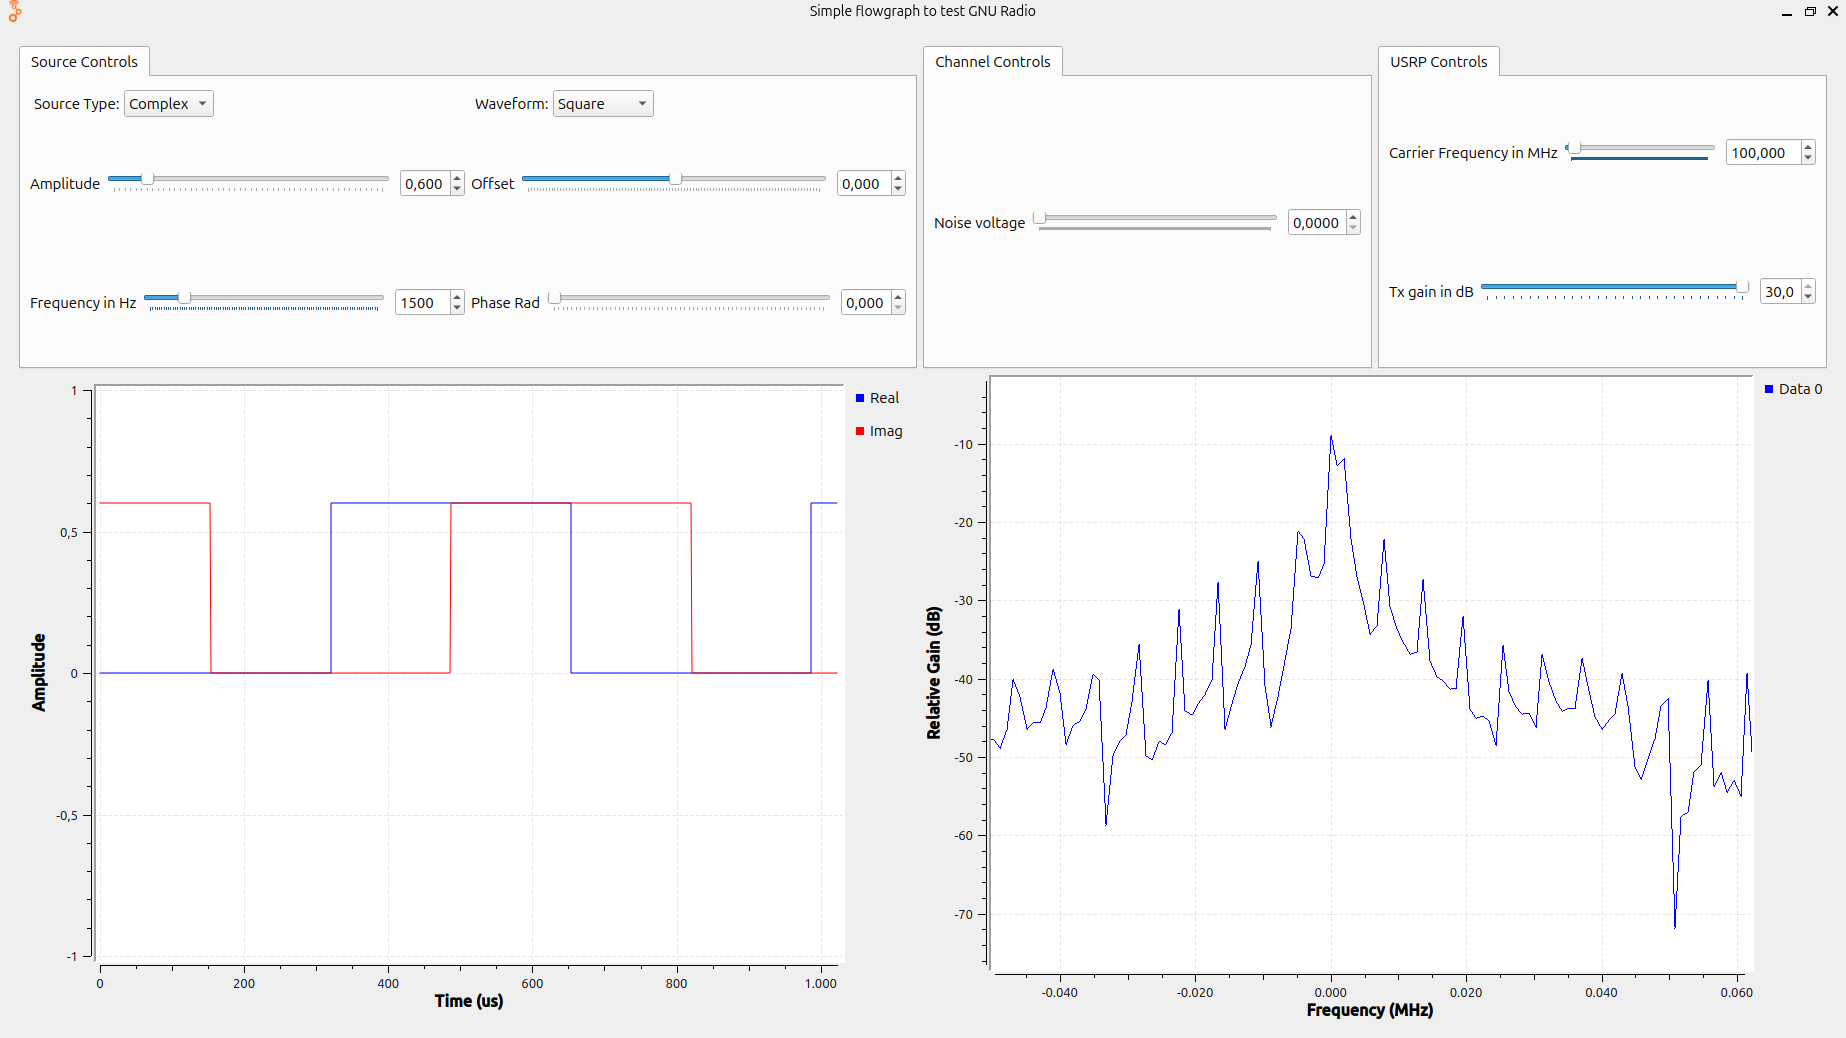 Simple flowgraph to test GNU Radio
Source Controls
Source Type: Complex
Waveform: Square
Amplitude 0,600
Offset 0,000
Frequency in Hz 1500
Phase Rad 0,000
Channel Controls
Noise voltage 0,0000
USRP Controls
Carrier Frequency in MHz 100,000
Tx gain in dB 30,0
1
0,5
0
-0,5
-1
Amplitude
0 200 400 600 800 1.000
Time (us)
Real
Imag
-10
-20
-30
-40
-50
-60
-70
Relative Gain (dB)
-0.040 -0.020 0.000 0.020 0.040 0.060
Frequency (MHz)
Data 0